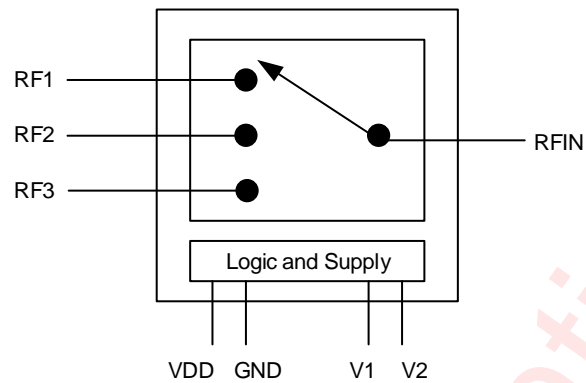 RF1
RF2
RFIN
RF3
Logic and Supply
VDD GND V1 V2